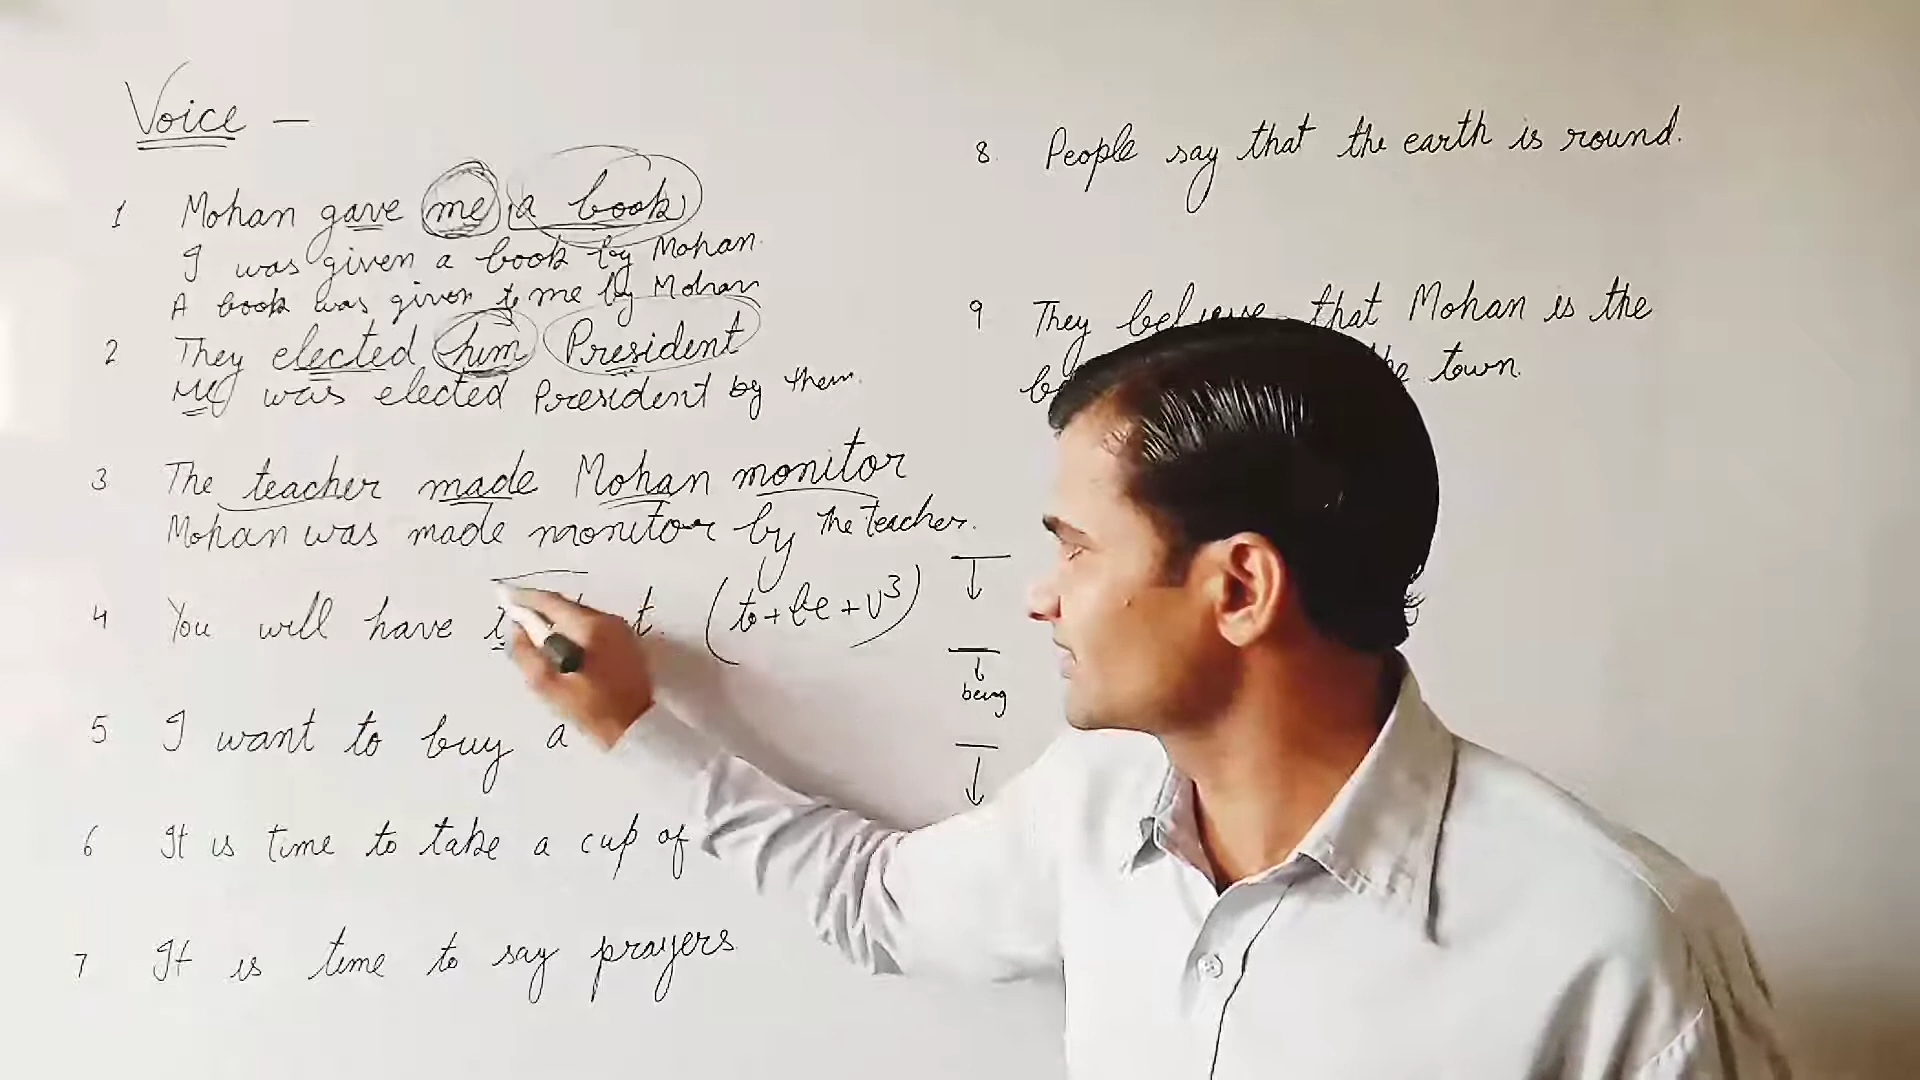 Voice -
1 Mohan gave me a book
I was given a book by Mohan.
A book was given to me by Mohan
2 They elected him President
He was elected President by them.
3 The teacher made Mohan monitor
Mohan was made monitor by the teacher.
4 You will have (to+be+V³)
being
5 I want to buy a
6 It is time to take a cup of
7 It is time to say prayers.
8. People say that the earth is round.
9 They believe that Mohan is the
town.